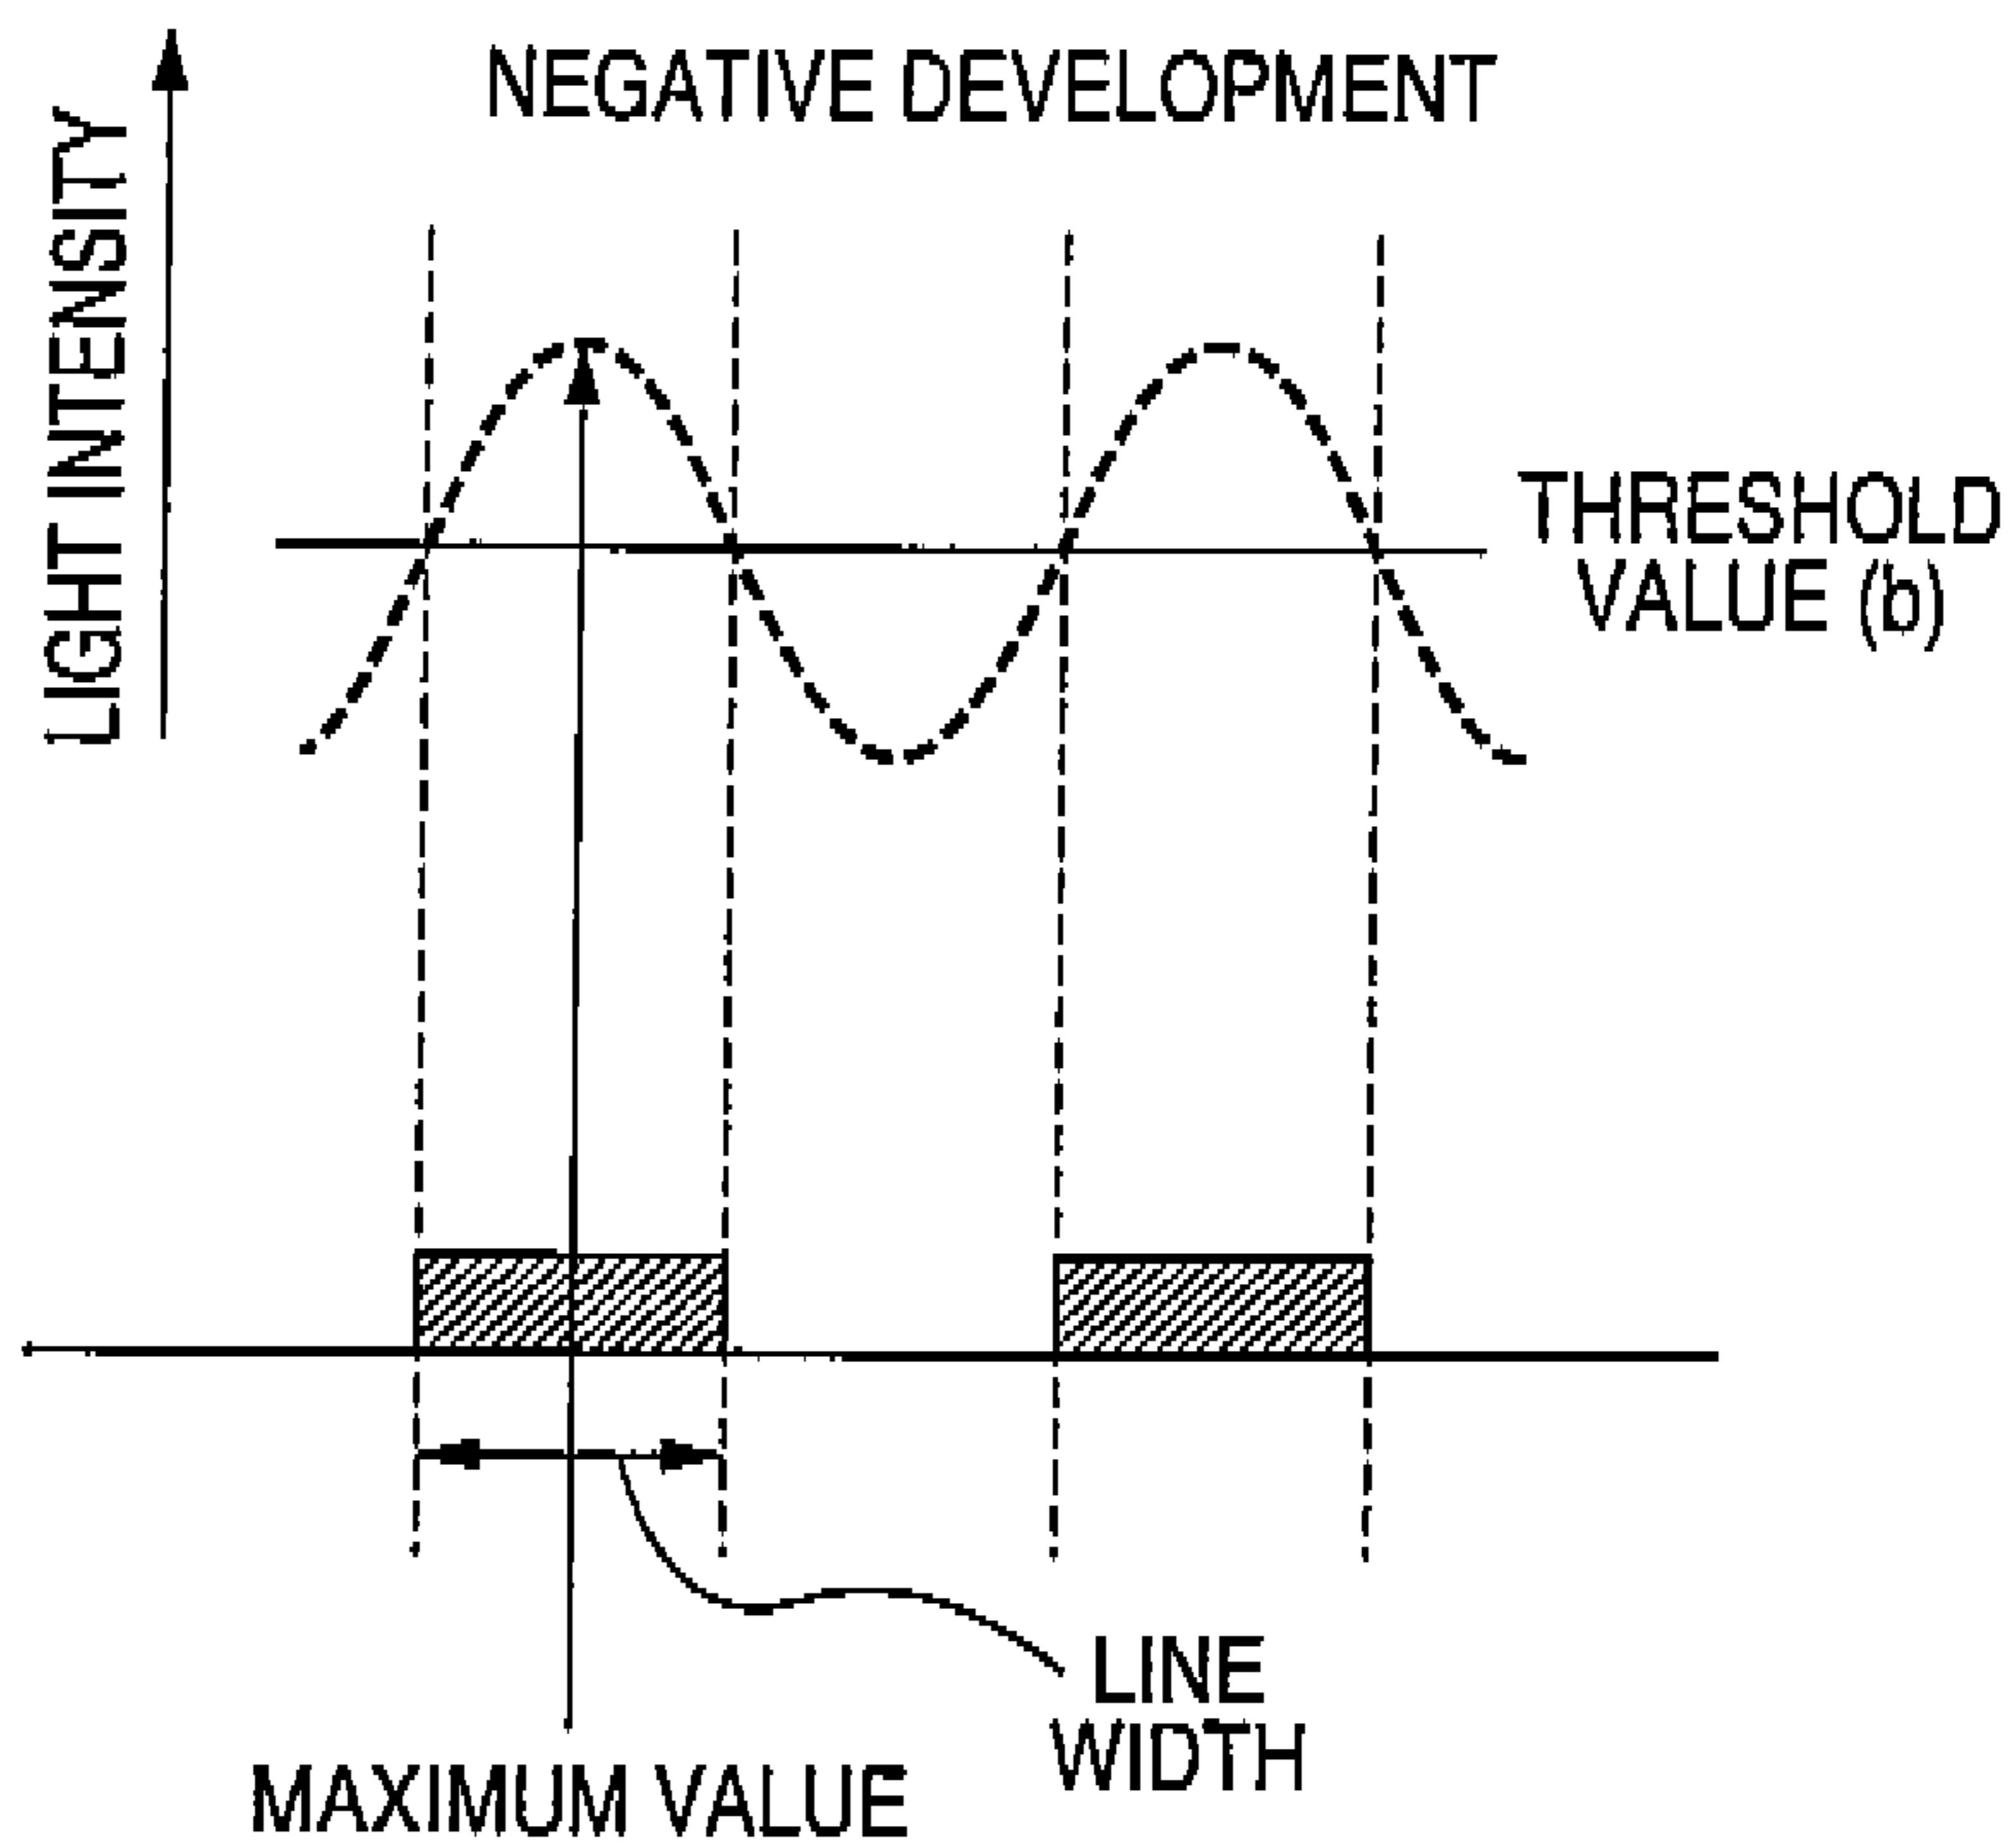 NEGATIVE DEVELOPMENT
LIGHT INTENSITY
THRESHOLD
VALUE (b)
LINE
WIDTH
MAXIMUM VALUE